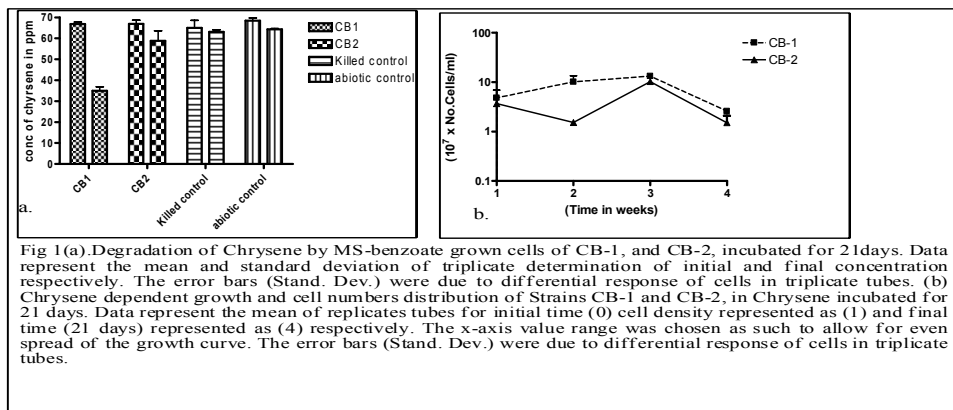 conc of chyrsene in ppm
70
60
50
40
30
20
10
0
CB1
CB2
Killed control
abiotic control
CB1
CB2
Killed control
abiotic control
a.
(10⁷ x No.Cells/ml)
100
10
1
0.1
1 2 3 4
(Time in weeks)
CB-1
CB-2
b.
Fig 1(a).Degradation of Chrysene by MS-benzoate grown cells of CB-1, and CB-2, incubated for 21days. Data
represent the mean and standard deviation of triplicate determination of initial and final concentration
respectively. The error bars (Stand. Dev.) were due to differential response of cells in triplicate tubes. (b)
Chrysene dependent growth and cell numbers distribution of Strains CB-1 and CB-2, in Chrysene incubated for
21 days. Data represent the mean of replicates tubes for initial time (0) cell density represented as (1) and final
time (21 days) represented as (4) respectively. The x-axis value range was chosen as such to allow for even
spread of the growth curve. The error bars (Stand. Dev.) were due to differential response of cells in triplicate
tubes.